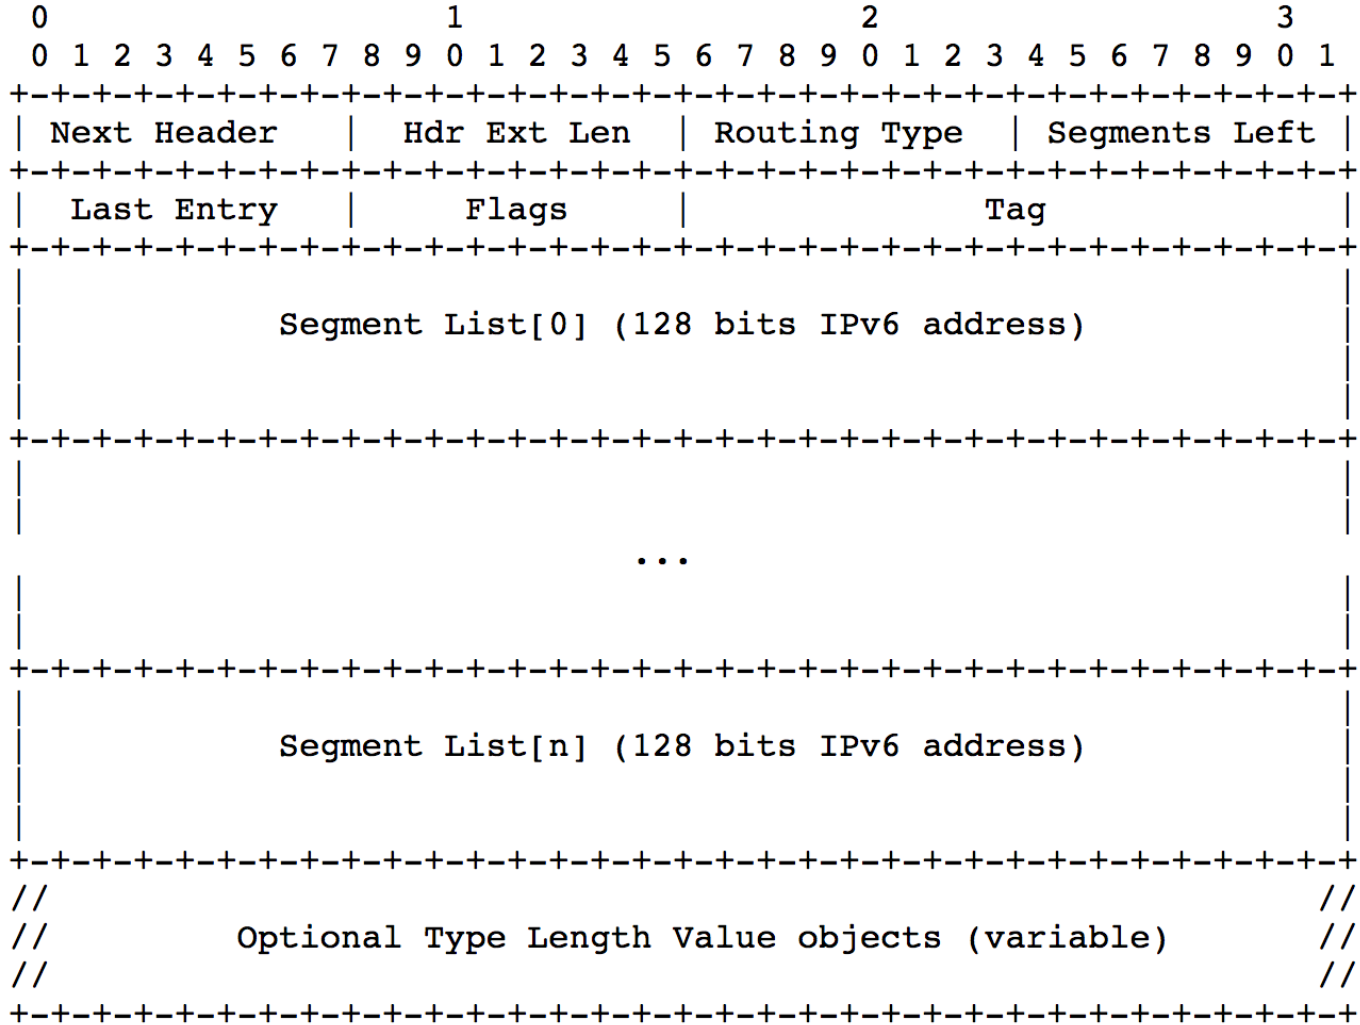 0                   1                   2                   3
 0 1 2 3 4 5 6 7 8 9 0 1 2 3 4 5 6 7 8 9 0 1 2 3 4 5 6 7 8 9 0 1
+-+-+-+-+-+-+-+-+-+-+-+-+-+-+-+-+-+-+-+-+-+-+-+-+-+-+-+-+-+-+-+-+
| Next Header   |  Hdr Ext Len  | Routing Type  | Segments Left |
+-+-+-+-+-+-+-+-+-+-+-+-+-+-+-+-+-+-+-+-+-+-+-+-+-+-+-+-+-+-+-+-+
|  Last Entry   |     Flags     |              Tag              |
+-+-+-+-+-+-+-+-+-+-+-+-+-+-+-+-+-+-+-+-+-+-+-+-+-+-+-+-+-+-+-+-+
|                                                               |
|            Segment List[0] (128 bits IPv6 address)            |
|                                                               |
|                                                               |
+-+-+-+-+-+-+-+-+-+-+-+-+-+-+-+-+-+-+-+-+-+-+-+-+-+-+-+-+-+-+-+-+
|                                                               |
|                                                               |
                              ...
|                                                               |
|                                                               |
+-+-+-+-+-+-+-+-+-+-+-+-+-+-+-+-+-+-+-+-+-+-+-+-+-+-+-+-+-+-+-+-+
|                                                               |
|            Segment List[n] (128 bits IPv6 address)            |
|                                                               |
|                                                               |
+-+-+-+-+-+-+-+-+-+-+-+-+-+-+-+-+-+-+-+-+-+-+-+-+-+-+-+-+-+-+-+-+
//                                                             //
//         Optional Type Length Value objects (variable)       //
//                                                             //
+-+-+-+-+-+-+-+-+-+-+-+-+-+-+-+-+-+-+-+-+-+-+-+-+-+-+-+-+-+-+-+-+